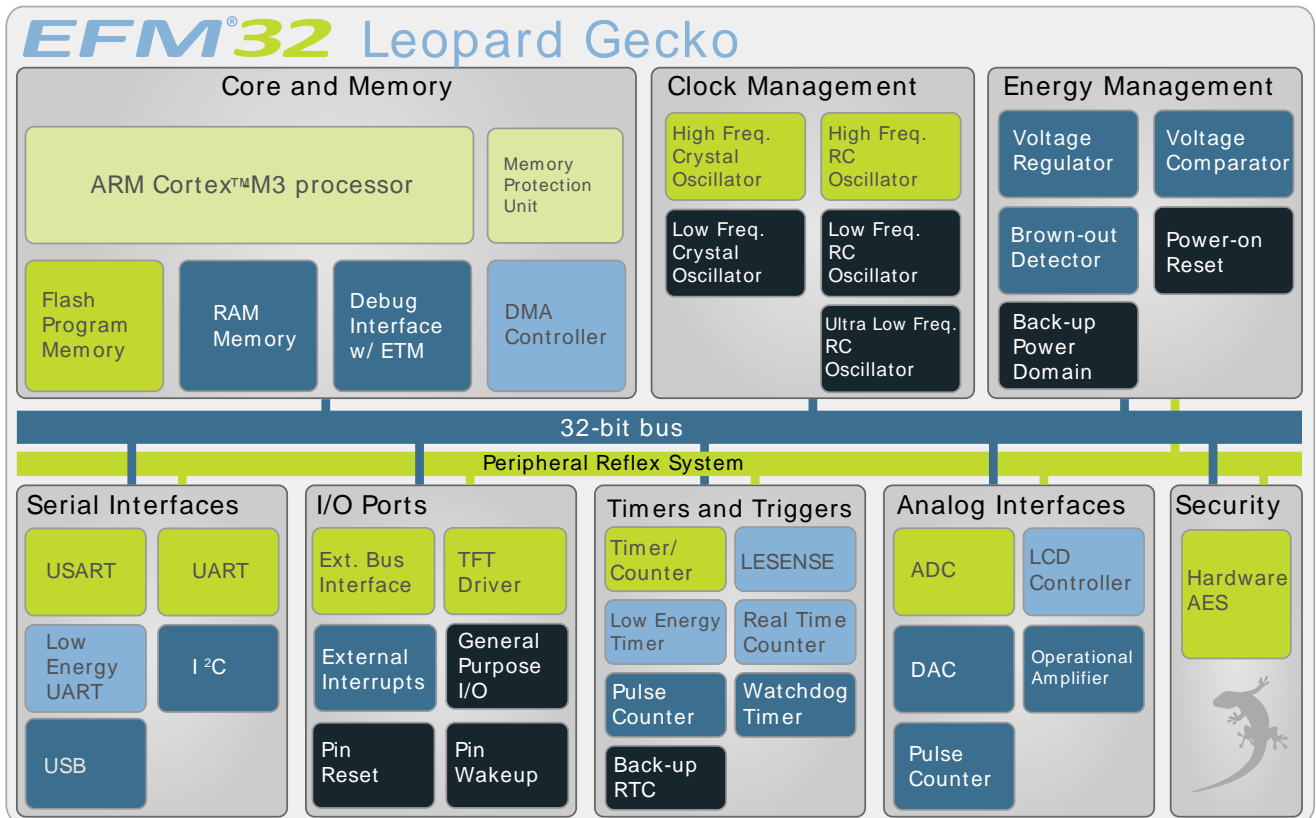 EFM®32 Leopard Gecko
Core and Memory
ARM Cortex™M3 processor
Memory
Protection
Unit
Flash
Program
Memory
RAM
Memory
Debug
Interface
w/ ETM
DMA
Controller
Clock Management
High Freq.
Crystal
Oscillator
High Freq.
RC
Oscillator
Low Freq.
Crystal
Oscillator
Low Freq.
RC
Oscillator
Ultra Low Freq.
RC
Oscillator
Energy Management
Voltage
Regulator
Voltage
Comparator
Brown-out
Detector
Power-on
Reset
Back-up
Power
Domain
32-bit bus
Peripheral Reflex System
Serial Interfaces
USART
UART
Low
Energy
UART
I²C
USB
I/O Ports
Ext. Bus
Interface
TFT
Driver
External
Interrupts
General
Purpose
I/O
Pin
Reset
Pin
Wakeup
Timers and Triggers
Timer/
Counter
LESENSE
Low Energy
Timer
Real Time
Counter
Pulse
Counter
Watchdog
Timer
Back-up
RTC
Analog Interfaces
ADC
LCD
Controller
DAC
Operational
Amplifier
Pulse
Counter
Security
Hardware
AES